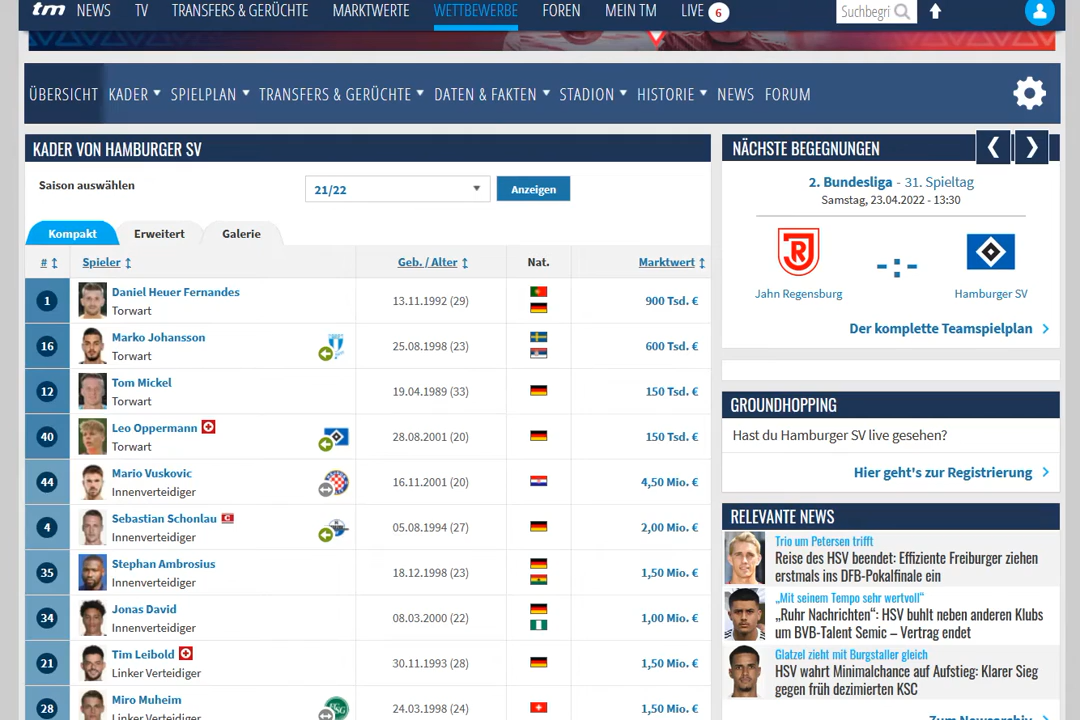 tm NEWS TV TRANSFERS & GERÜCHTE MARKTWERTE WETTBEWERBE FOREN MEIN TM LIVE 6 Suchbegri
ÜBERSICHT KADER SPIELPLAN TRANSFERS & GERÜCHTE DATEN & FAKTEN STADION HISTORIE NEWS FORUM
KADER VON HAMBURGER SV
Saison auswählen 21/22 Anzeigen
Kompakt Erweitert Galerie
# Spieler Geb. / Alter Nat. Marktwert
1 Daniel Heuer Fernandes 13.11.1992 (29) 900 Tsd. €
Torwart
16 Marko Johansson 25.08.1998 (23) 600 Tsd. €
Torwart
12 Tom Mickel 19.04.1989 (33) 150 Tsd. €
Torwart
40 Leo Oppermann 28.08.2001 (20) 150 Tsd. €
Torwart
44 Mario Vuskovic 16.11.2001 (20) 4,50 Mio. €
Innenverteidiger
4 Sebastian Schonlau 05.08.1994 (27) 2,00 Mio. €
Innenverteidiger
35 Stephan Ambrosius 18.12.1998 (23) 1,50 Mio. €
Innenverteidiger
34 Jonas David 08.03.2000 (22) 1,00 Mio. €
Innenverteidiger
21 Tim Leibold 30.11.1993 (28) 1,50 Mio. €
Linker Verteidiger
28 Miro Muheim 24.03.1998 (24) 1,50 Mio. €
Linker Verteidiger
NÄCHSTE BEGEGNUNGEN
2. Bundesliga - 31. Spieltag
Samstag, 23.04.2022 - 13:30
-:-
Jahn Regensburg Hamburger SV
Der komplette Teamspielplan
GROUNDHOPPING
Hast du Hamburger SV live gesehen?
Hier geht's zur Registrierung
RELEVANTE NEWS
Trio um Petersen trifft
Reise des HSV beendet: Effiziente Freiburger ziehen
erstmals ins DFB-Pokalfinale ein
„Mit seinem Tempo sehr wertvoll“
„Ruhr Nachrichten“: HSV buhlt neben anderen Klubs
um BVB-Talent Semic – Vertrag endet
Glatzel zieht mit Burgstaller gleich
HSV wahrt Minimalchance auf Aufstieg: Klarer Sieg
gegen früh dezimierten KSC
Zum Newsarchiv